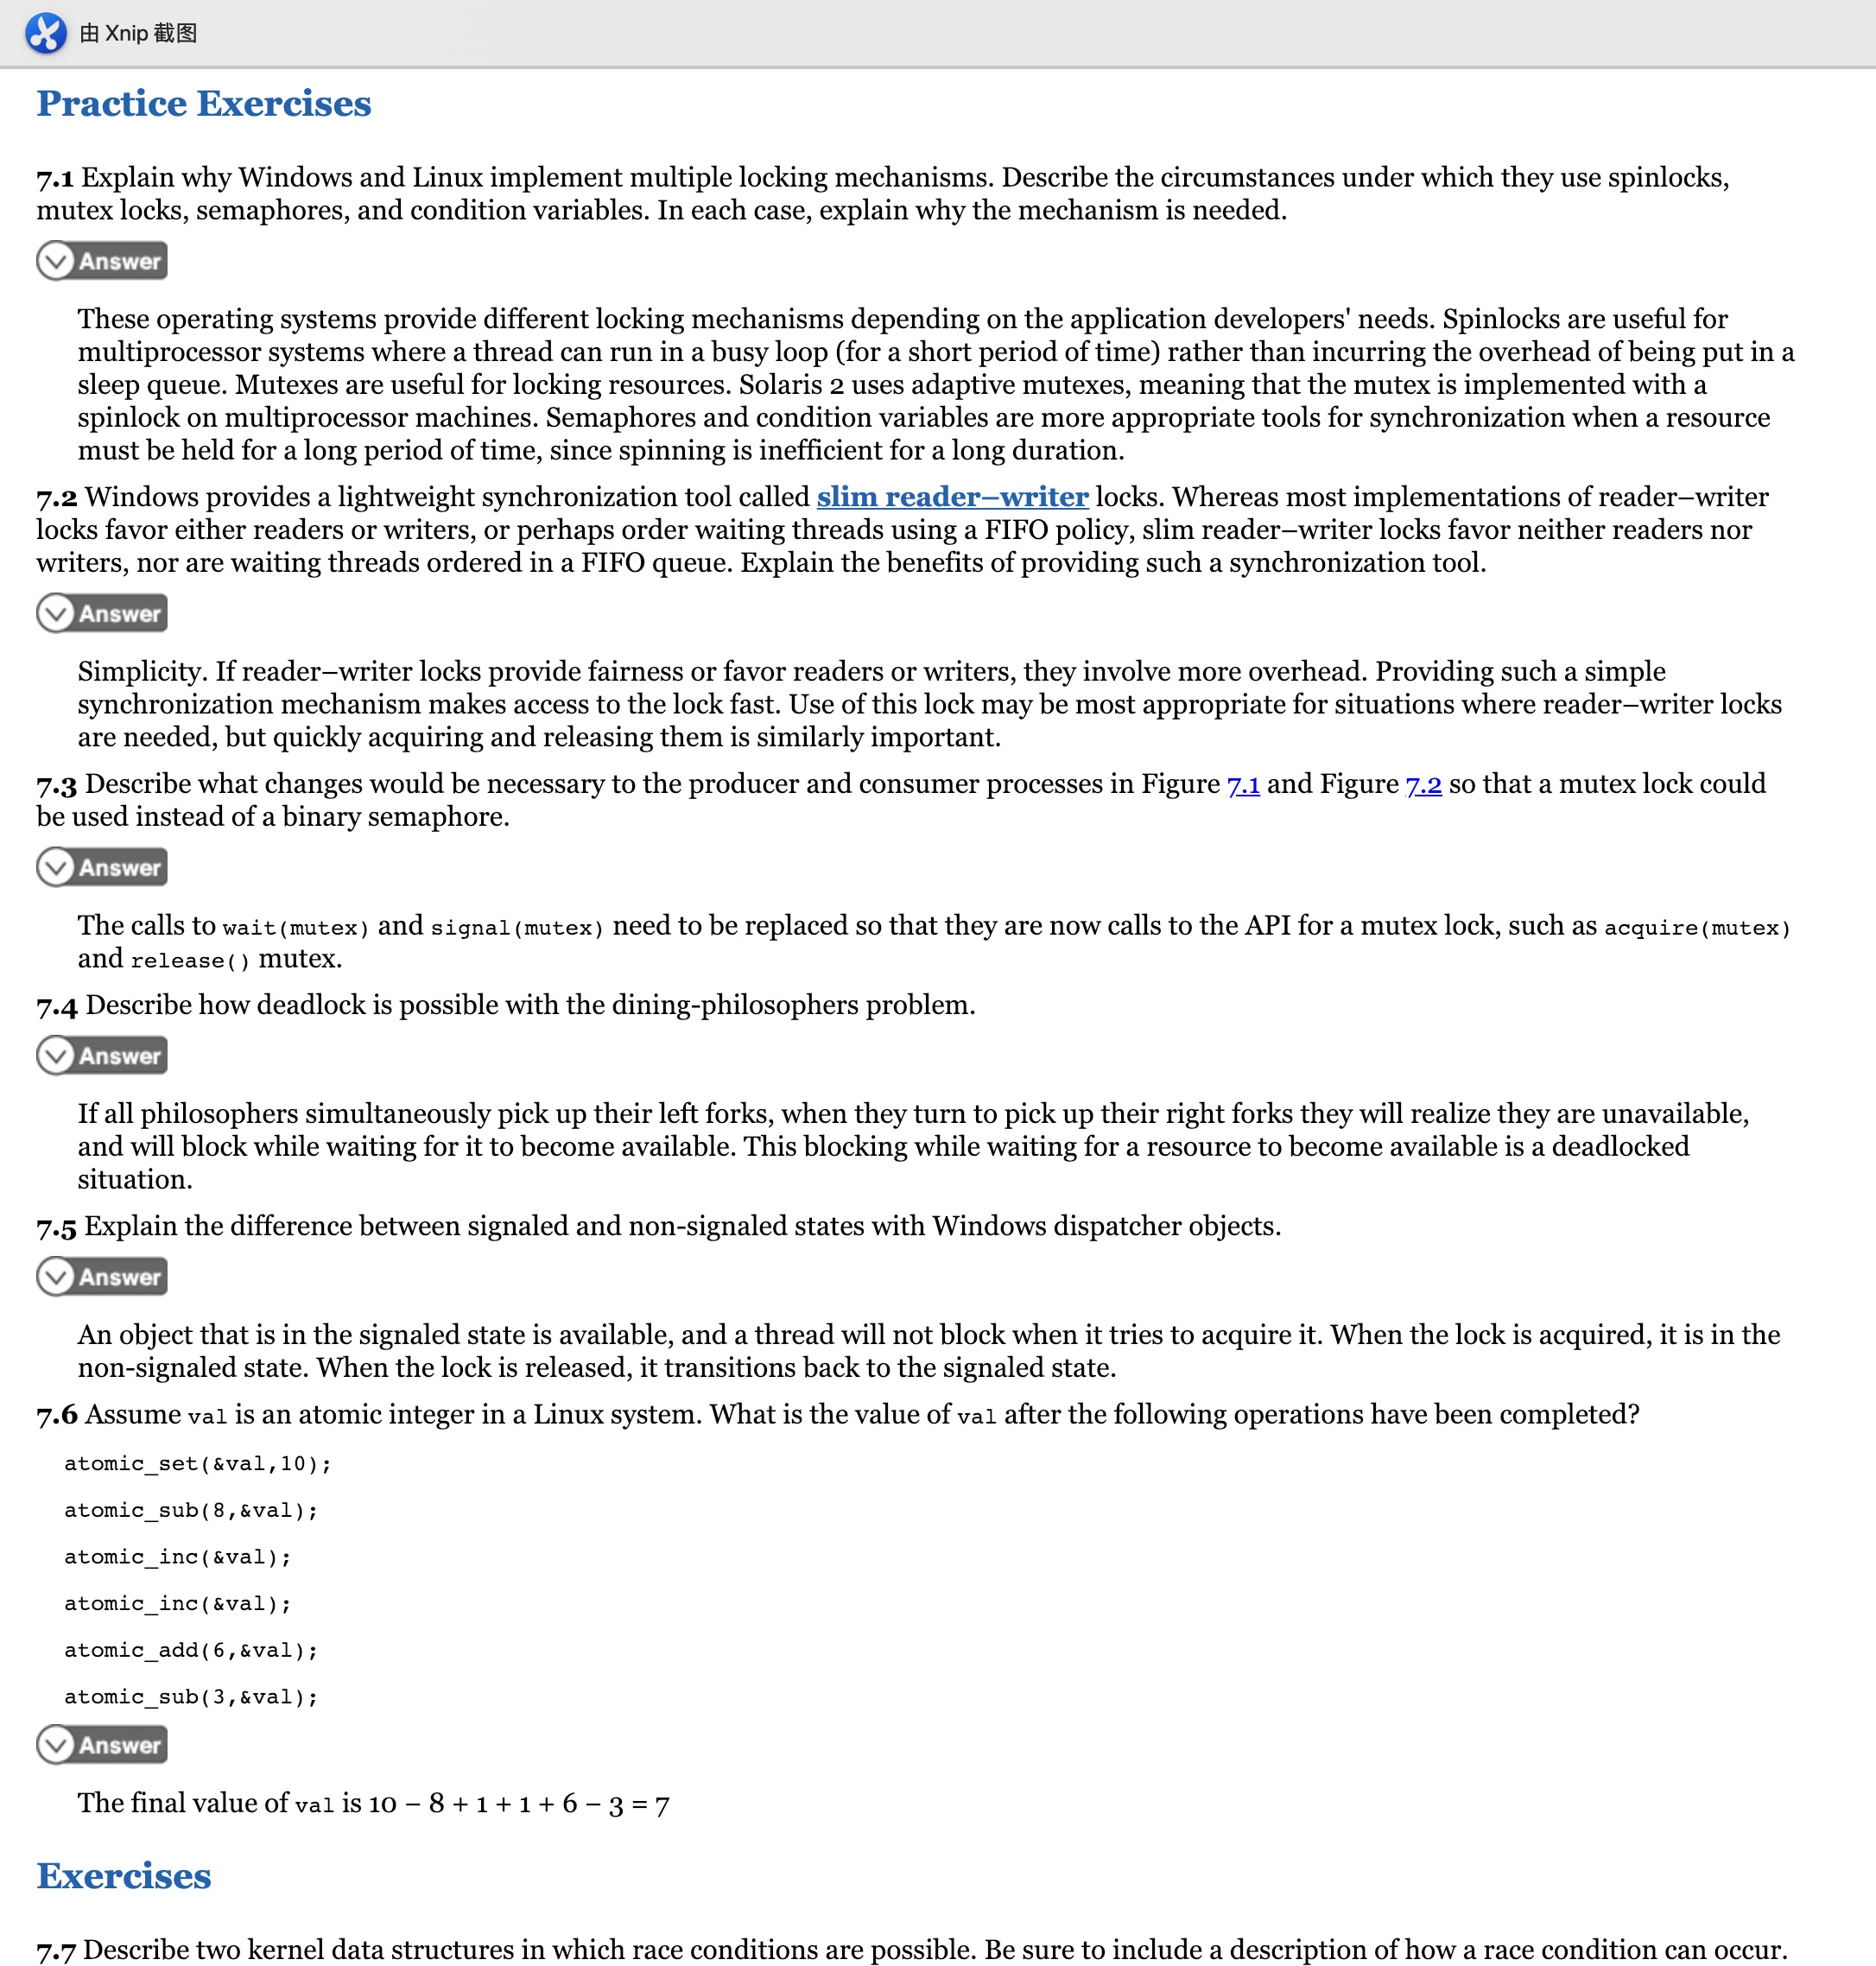 由 Xnip 截图
Practice Exercises
7.1 Explain why Windows and Linux implement multiple locking mechanisms. Describe the circumstances under which they use spinlocks,
mutex locks, semaphores, and condition variables. In each case, explain why the mechanism is needed.
Answer
These operating systems provide different locking mechanisms depending on the application developers' needs. Spinlocks are useful for
multiprocessor systems where a thread can run in a busy loop (for a short period of time) rather than incurring the overhead of being put in a
sleep queue. Mutexes are useful for locking resources. Solaris 2 uses adaptive mutexes, meaning that the mutex is implemented with a
spinlock on multiprocessor machines. Semaphores and condition variables are more appropriate tools for synchronization when a resource
must be held for a long period of time, since spinning is inefficient for a long duration.
7.2 Windows provides a lightweight synchronization tool called slim reader–writer locks. Whereas most implementations of reader–writer
locks favor either readers or writers, or perhaps order waiting threads using a FIFO policy, slim reader–writer locks favor neither readers nor
writers, nor are waiting threads ordered in a FIFO queue. Explain the benefits of providing such a synchronization tool.
Answer
Simplicity. If reader–writer locks provide fairness or favor readers or writers, they involve more overhead. Providing such a simple
synchronization mechanism makes access to the lock fast. Use of this lock may be most appropriate for situations where reader–writer locks
are needed, but quickly acquiring and releasing them is similarly important.
7.3 Describe what changes would be necessary to the producer and consumer processes in Figure 7.1 and Figure 7.2 so that a mutex lock could
be used instead of a binary semaphore.
Answer
The calls to wait(mutex) and signal(mutex) need to be replaced so that they are now calls to the API for a mutex lock, such as acquire(mutex)
and release() mutex.
7.4 Describe how deadlock is possible with the dining-philosophers problem.
Answer
If all philosophers simultaneously pick up their left forks, when they turn to pick up their right forks they will realize they are unavailable,
and will block while waiting for it to become available. This blocking while waiting for a resource to become available is a deadlocked
situation.
7.5 Explain the difference between signaled and non-signaled states with Windows dispatcher objects.
Answer
An object that is in the signaled state is available, and a thread will not block when it tries to acquire it. When the lock is acquired, it is in the
non-signaled state. When the lock is released, it transitions back to the signaled state.
7.6 Assume val is an atomic integer in a Linux system. What is the value of val after the following operations have been completed?
atomic_set(&val,10);
atomic_sub(8,&val);
atomic_inc(&val);
atomic_inc(&val);
atomic_add(6,&val);
atomic_sub(3,&val);
Answer
The final value of val is 10 – 8 + 1 + 1 + 6 – 3 = 7
Exercises
7.7 Describe two kernel data structures in which race conditions are possible. Be sure to include a description of how a race condition can occur.